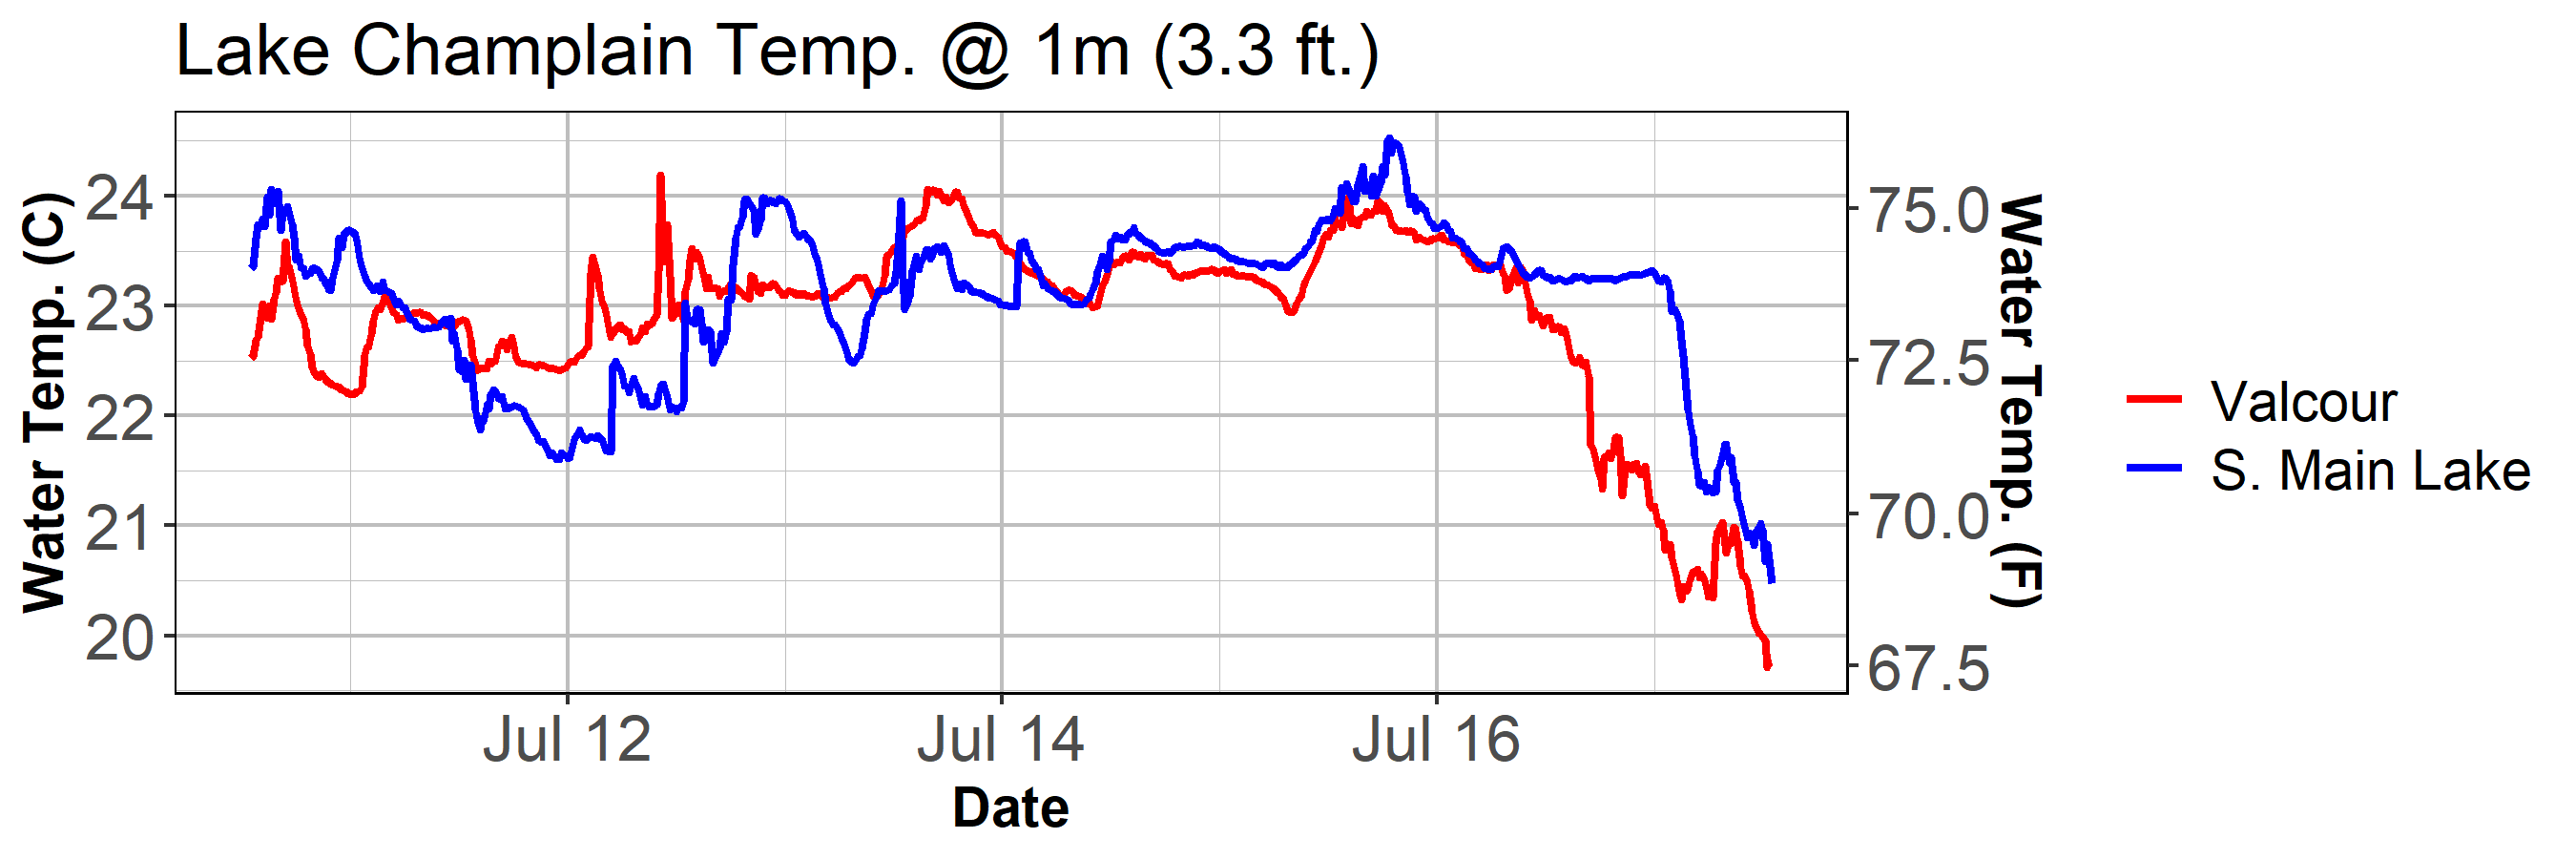 Lake Champlain Temp. @ 1m (3.3 ft.)
Water Temp. (C)
24
23
22
21
20
75.0
72.5
70.0
67.5
Water Temp. (F)
Jul 12
Jul 14
Jul 16
Date
Valcour
S. Main Lake